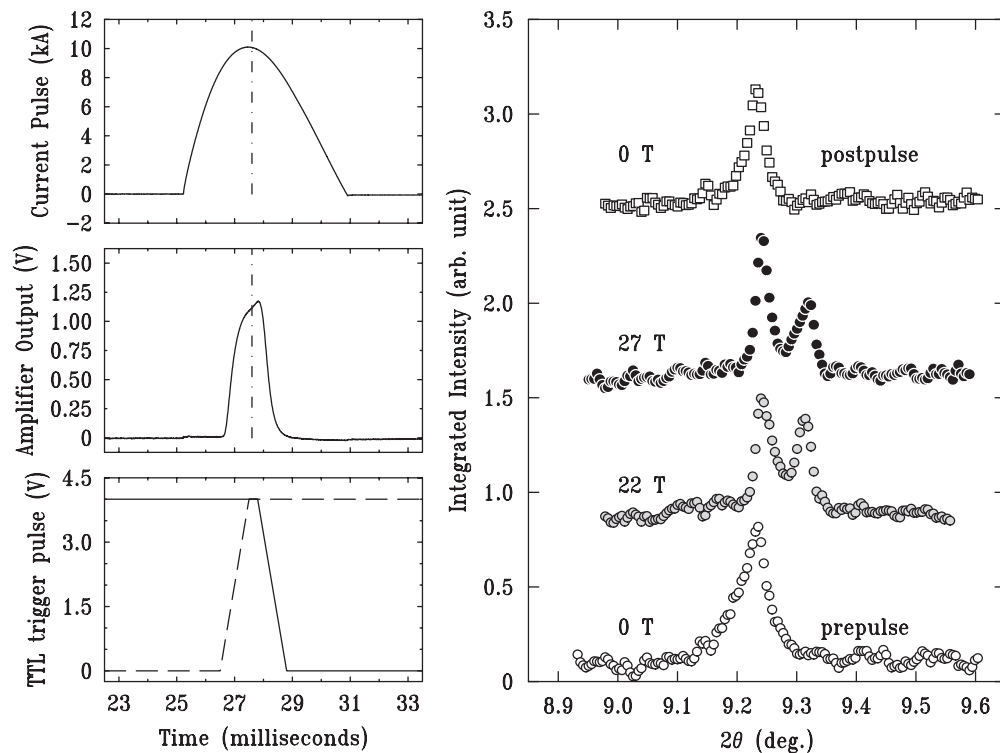 Current Pulse (kA)
12
10
8
6
4
2
0
−2
Amplifier Output (V)
1.50
1.25
1.00
0.75
0.50
0.25
0
TTL trigger pulse (V)
4.5
3.0
1.5
0
23 25 27 29 31 33
Time (milliseconds)
Integrated Intensity (arb. unit)
3.5
3.0
2.5
2.0
1.5
1.0
0.5
0
0 T postpulse
27 T
22 T
0 T prepulse
8.9 9.0 9.1 9.2 9.3 9.4 9.5 9.6
2θ (deg.)